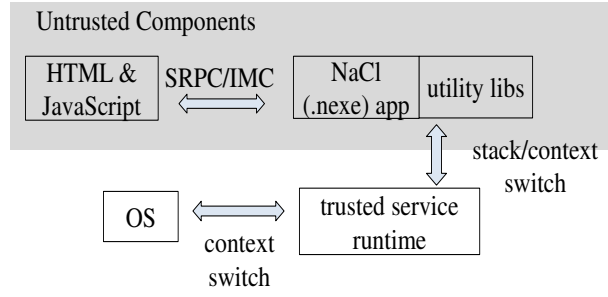 Untrusted Components
HTML &
JavaScript
SRPC/IMC
NaCl
(.nexe) app
utility libs
stack/context
switch
OS
context
switch
trusted service
runtime